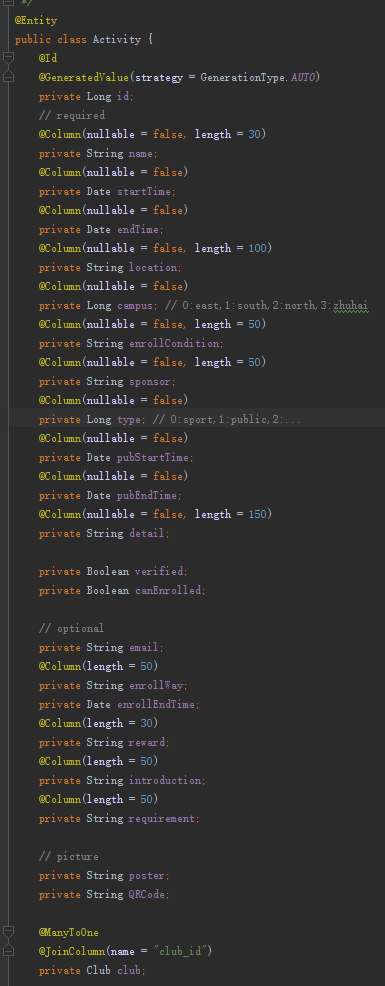 */
@Entity
public class Activity {
@Id
@GeneratedValue(strategy = GenerationType.AUTO)
private Long id;
// required
@Column(nullable = false, length = 30)
private String name;
@Column(nullable = false)
private Date startTime;
@Column(nullable = false)
private Date endTime;
@Column(nullable = false, length = 100)
private String location;
@Column(nullable = false)
private Long campus; // 0:east,1:south,2:north,3:zhuhai
@Column(nullable = false, length = 50)
private String enrollCondition;
@Column(nullable = false, length = 50)
private String sponsor;
@Column(nullable = false)
private Long type; // 0:sport,1:public,2:...
@Column(nullable = false)
private Date pubStartTime;
@Column(nullable = false)
private Date pubEndTime;
@Column(nullable = false, length = 150)
private String detail;
private Boolean verified;
private Boolean canEnrolled;
// optional
private String email;
@Column(length = 50)
private String enrollWay;
private Date enrollEndTime;
@Column(length = 30)
private String reward;
@Column(length = 50)
private String introduction;
@Column(length = 50)
private String requirement;
// picture
private String poster;
private String QRCode;
@ManyToOne
@JoinColumn(name = "club_id")
private Club club;